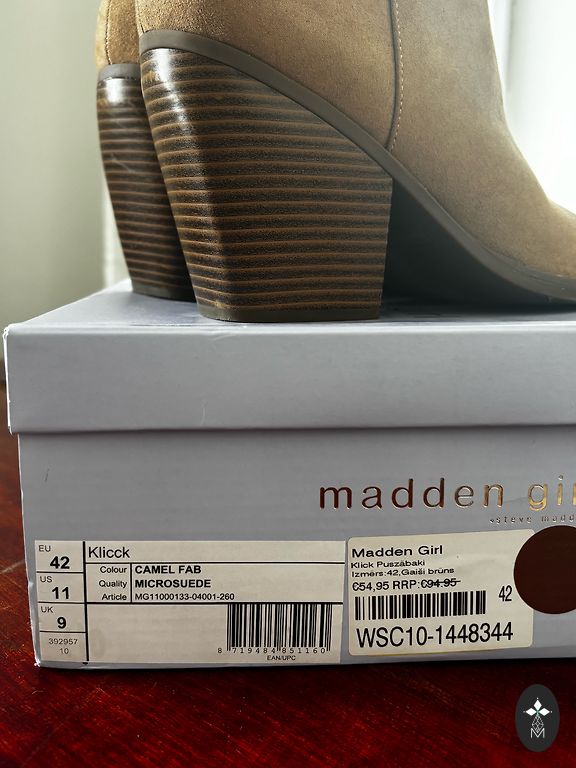 madden gi
steve madd
EU
42
US
11
UK
9
392957
10
Klicck
Colour CAMEL FAB
Quality MICROSUEDE
Article MG11000133-04001-260
8 719484 851160
EAN/UPC
Madden Girl
Klick Puszābaki
Izmērs:42,Gaiši brūns
€54,95 RRP:€94.95
42
WSC10-1448344
M